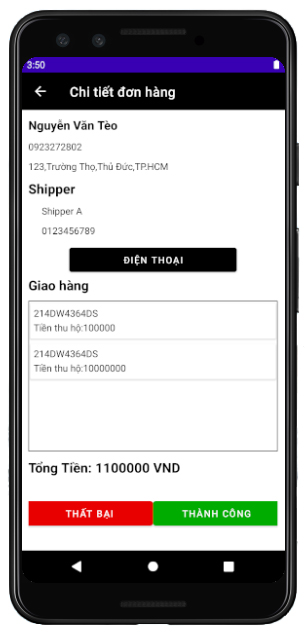 3:50
Chi tiết đơn hàng
Nguyễn Văn Tèo
0923272802
123,Trường Thọ,Thủ Đức,TP.HCM
Shipper
Shipper A
0123456789
ĐIỆN THOẠI
Giao hàng
214DW4364DS
Tiền thu hộ:100000
214DW4364DS
Tiền thu hộ:10000000
Tổng Tiền: 1100000 VND
THẤT BẠI
THÀNH CÔNG